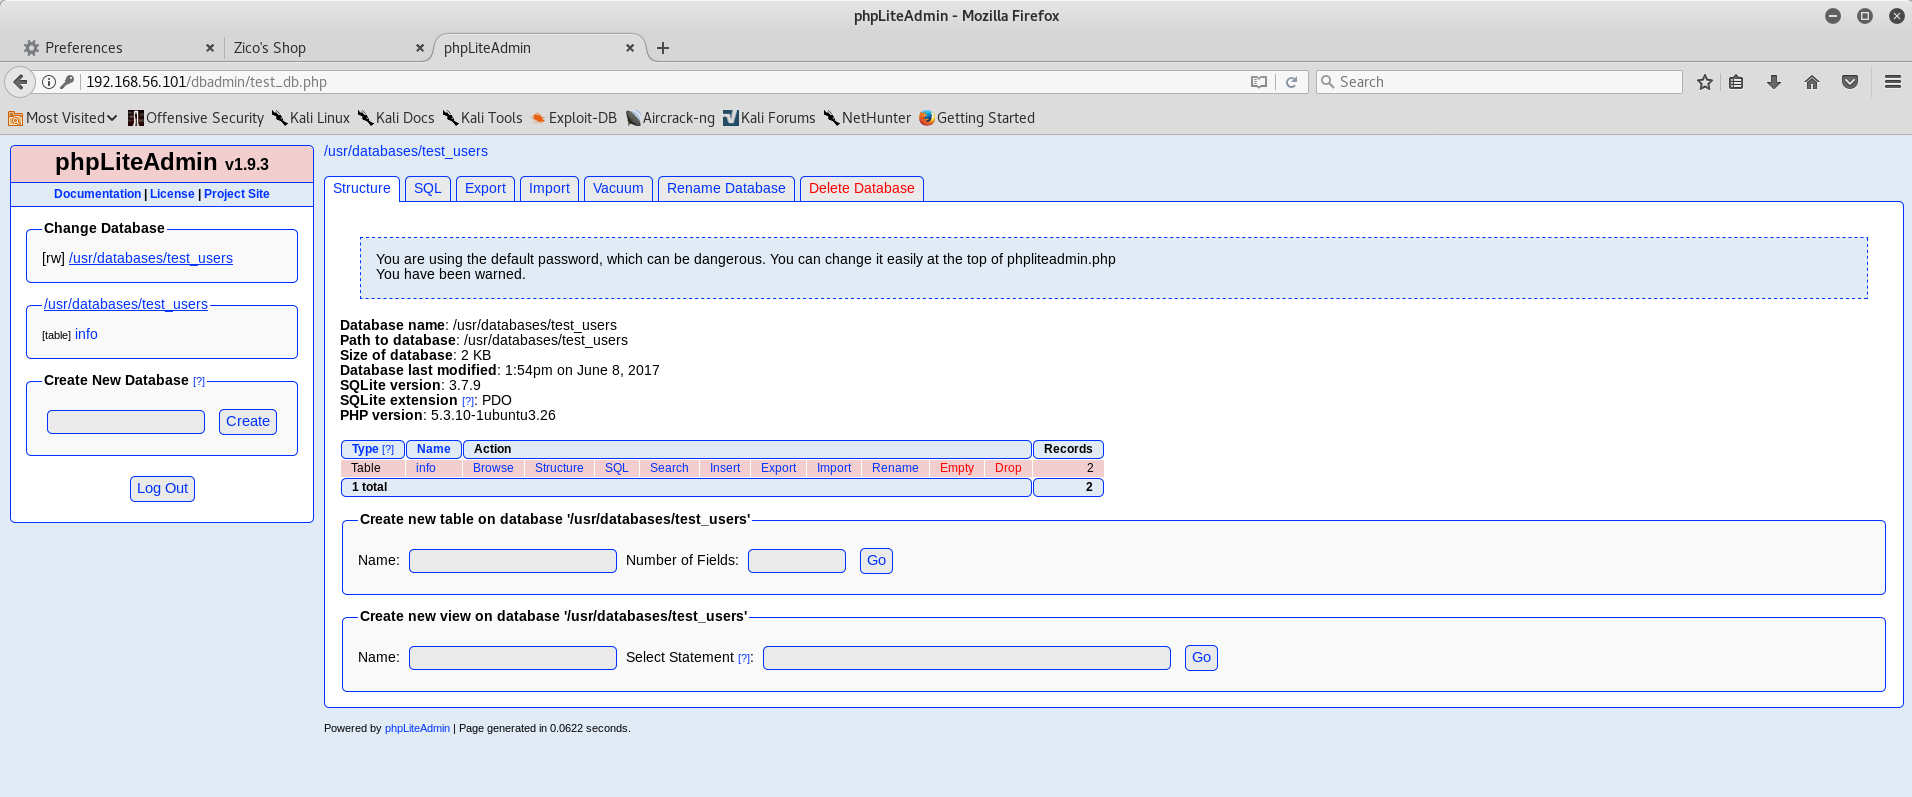 phpLiteAdmin - Mozilla Firefox
Preferences
Zico's Shop
phpLiteAdmin
192.168.56.101/dbadmin/test_db.php
Search
Most Visited
Offensive Security
Kali Linux
Kali Docs
Kali Tools
Exploit-DB
Aircrack-ng
Kali Forums
NetHunter
Getting Started
phpLiteAdmin v1.9.3
Documentation | License | Project Site
Change Database
[rw] /usr/databases/test_users
/usr/databases/test_users
[table] info
Create New Database [?]
Create
Log Out
/usr/databases/test_users
Structure
SQL
Export
Import
Vacuum
Rename Database
Delete Database
You are using the default password, which can be dangerous. You can change it easily at the top of phpliteadmin.php
You have been warned.
Database name: /usr/databases/test_users
Path to database: /usr/databases/test_users
Size of database: 2 KB
Database last modified: 1:54pm on June 8, 2017
SQLite version: 3.7.9
SQLite extension [?]: PDO
PHP version: 5.3.10-1ubuntu3.26
Type [?] Name Action Records
Table info Browse Structure SQL Search Insert Export Import Rename Empty Drop 2
1 total 2
Create new table on database '/usr/databases/test_users'
Name: Number of Fields: Go
Create new view on database '/usr/databases/test_users'
Name: Select Statement [?]: Go
Powered by phpLiteAdmin | Page generated in 0.0622 seconds.